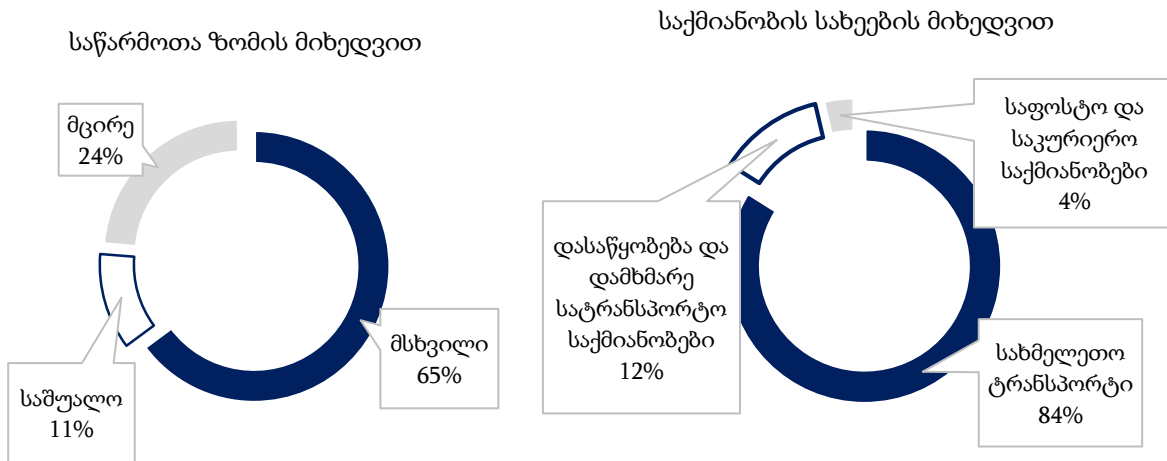 საწარმოთა ზომის მიხედვით
მცირე
24%
საშუალო
11%
მსხვილი
65%
საქმიანობის სახეების მიხედვით
საფოსტო და
საკურიერო
საქმიანობები
4%
დასაწყობება და
დამხმარე
სატრანსპორტო
საქმიანობები
12%
სახმელეთო
ტრანსპორტი
84%